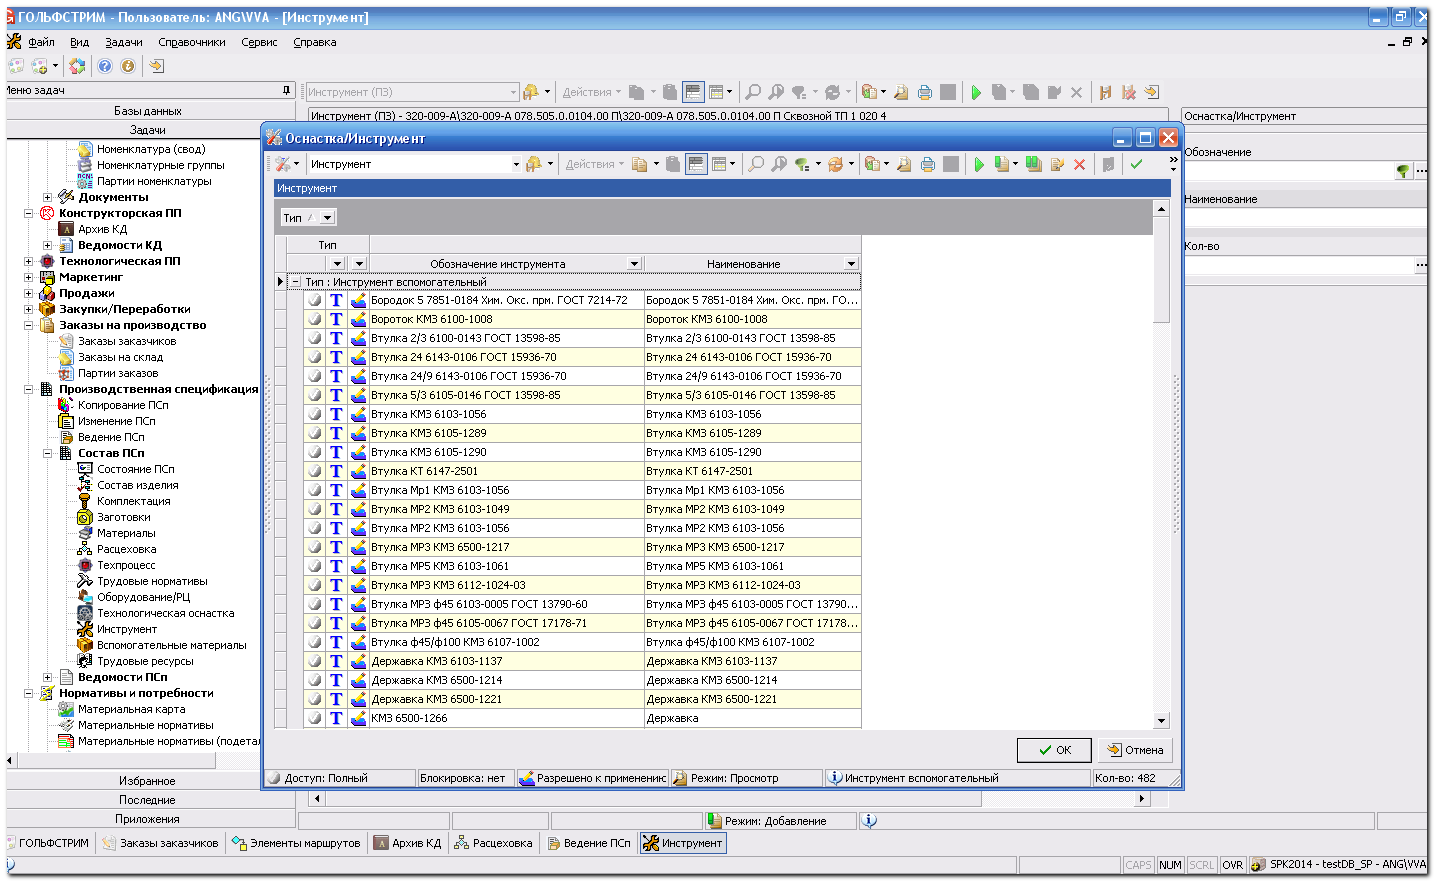 ГОЛЬФСТРИМ - Пользователь: ANG\VVA - [Инструмент]
Файл Вид Задачи Справочники Сервис Справка
Меню задач
Инструмент (ПЗ) Действия
Базы данных
Задачи
Инструмент (ПЗ) - 320-009-А\320-009-А 078.505.0.0104.00 П\320-009-А 078.505.0.0104.00 П Сквозной ТП 1 020 4
Оснастка/Инструмент
Обозначение
Наименование
Кол-во
Номенклатура (свод)
Номенклатурные группы
Партии номенклатуры
Документы
Конструкторская ПП
Архив КД
Ведомости КД
Технологическая ПП
Маркетинг
Продажи
Закупки/Переработки
Заказы на производство
Заказы заказчиков
Заказы на склад
Партии заказов
Производственная спецификация
Копирование ПСп
Изменение ПСп
Ведение ПСп
Состав ПСп
Состояние ПСп
Состав изделия
Комплектация
Заготовки
Материалы
Расцеховка
Техпроцесс
Трудовые нормативы
Оборудование/РЦ
Технологическая оснастка
Инструмент
Вспомогательные материалы
Трудовые ресурсы
Ведомости ПСп
Нормативы и потребности
Материальная карта
Материальные нормативы
Материальные нормативы (подетал
Избранное
Последние
Приложения
Оснастка/Инструмент
Инструмент Действия
Инструмент
Тип
Тип
Обозначение инструмента Наименование
Тип : Инструмент вспомогательный
Бородок 5 7851-0184 Хим. Окс. прм. ГОСТ 7214-72 Бородок 5 7851-0184 Хим. Окс. прм. ГО...
Вороток КМЗ 6100-1008 Вороток КМЗ 6100-1008
Втулка 2/3 6100-0143 ГОСТ 13598-85 Втулка 2/3 6100-0143 ГОСТ 13598-85
Втулка 24 6143-0106 ГОСТ 15936-70 Втулка 24 6143-0106 ГОСТ 15936-70
Втулка 24/9 6143-0106 ГОСТ 15936-70 Втулка 24/9 6143-0106 ГОСТ 15936-70
Втулка 5/3 6105-0146 ГОСТ 13598-85 Втулка 5/3 6105-0146 ГОСТ 13598-85
Втулка КМЗ 6103-1056 Втулка КМЗ 6103-1056
Втулка КМЗ 6105-1289 Втулка КМЗ 6105-1289
Втулка КМЗ 6105-1290 Втулка КМЗ 6105-1290
Втулка КТ 6147-2501 Втулка КТ 6147-2501
Втулка Мр1 КМЗ 6103-1056 Втулка Мр1 КМЗ 6103-1056
Втулка МР2 КМЗ 6103-1049 Втулка МР2 КМЗ 6103-1049
Втулка МР2 КМЗ 6103-1056 Втулка МР2 КМЗ 6103-1056
Втулка МР3 КМЗ 6500-1217 Втулка МР3 КМЗ 6500-1217
Втулка МР5 КМЗ 6103-1061 Втулка МР5 КМЗ 6103-1061
Втулка МР3 КМЗ 6112-1024-03 Втулка МР3 КМЗ 6112-1024-03
Втулка МР3 ф45 6103-0005 ГОСТ 13790-60 Втулка МР3 ф45 6103-0005 ГОСТ 13790...
Втулка МР3 ф45 6105-0067 ГОСТ 17178-71 Втулка МР3 ф45 6105-0067 ГОСТ 17178...
Втулка ф45/ф100 КМЗ 6107-1002 Втулка ф45/ф100 КМЗ 6107-1002
Державка КМЗ 6103-1137 Державка КМЗ 6103-1137
Державка КМЗ 6500-1214 Державка КМЗ 6500-1214
Державка КМЗ 6500-1221 Державка КМЗ 6500-1221
КМЗ 6500-1266 Державка
ОК Отмена
Доступ: Полный Блокировка: нет Разрешено к применению Режим: Просмотр Инструмент вспомогательный Кол-во: 482
Режим: Добавление
ГОЛЬФСТРИМ Заказы заказчиков Элементы маршрутов Архив КД Расцеховка Ведение ПСп Инструмент
CAPS NUM SCRL OVR SPK2014 - testDB_SP - ANG\VVA